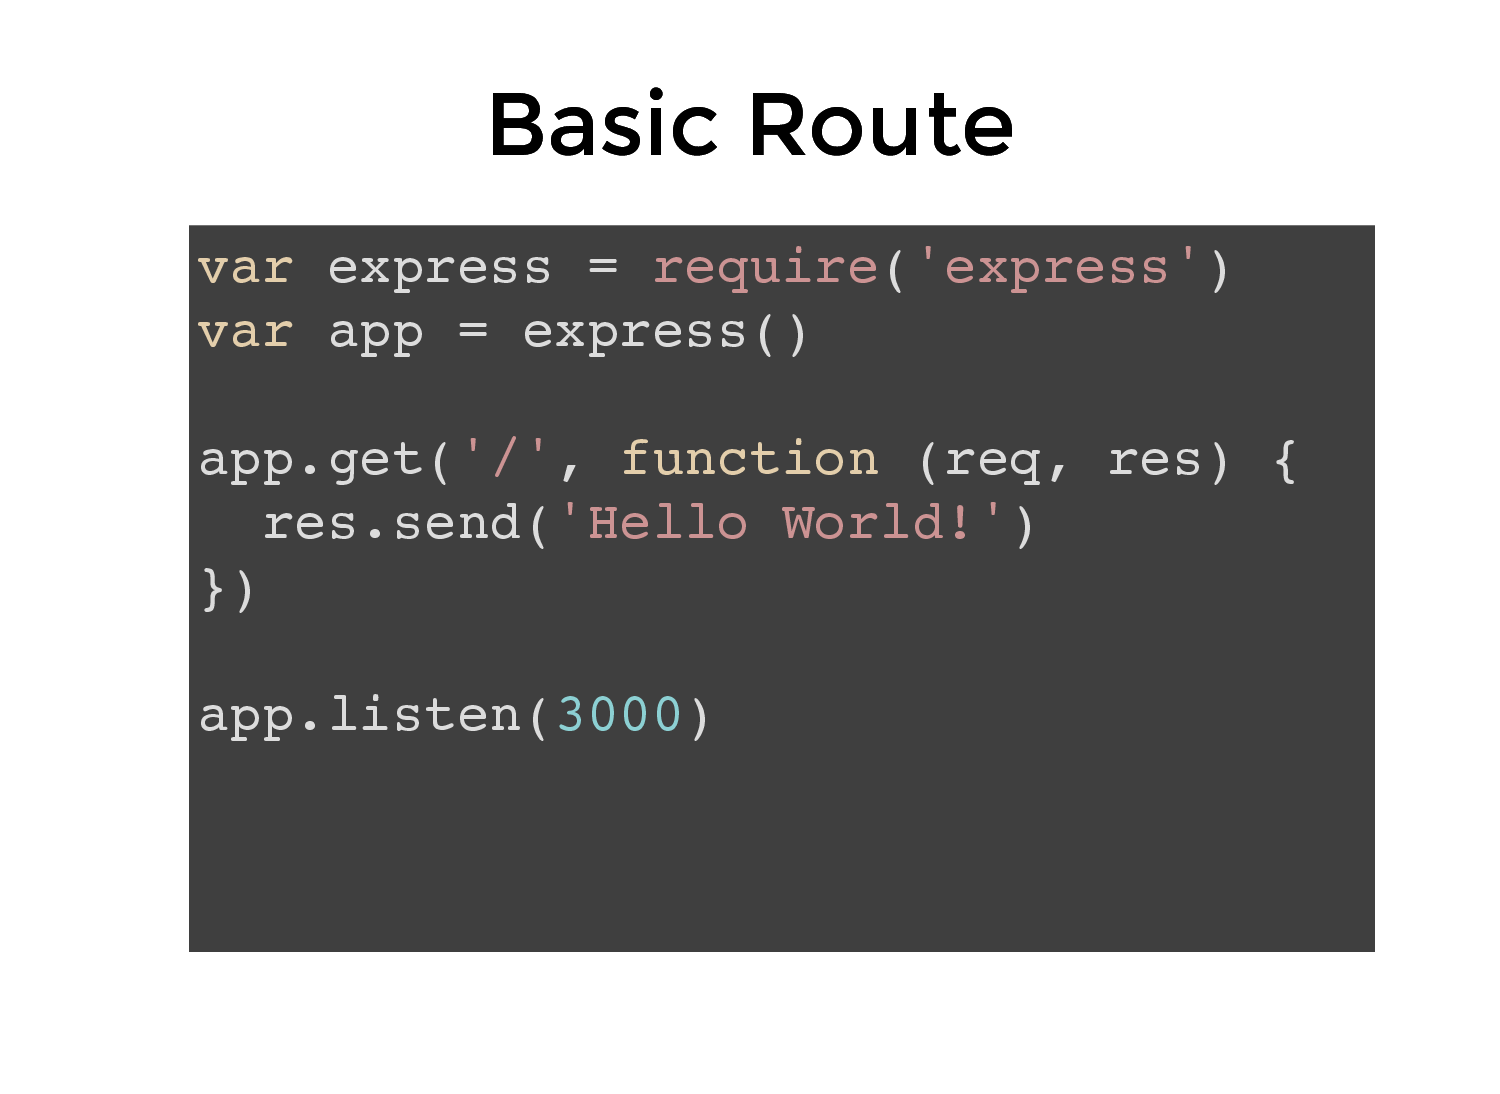 Basic Route
var express = require('express')
var app = express()
app.get('/', function (req, res) {
  res.send('Hello World!')
})
app.listen(3000)